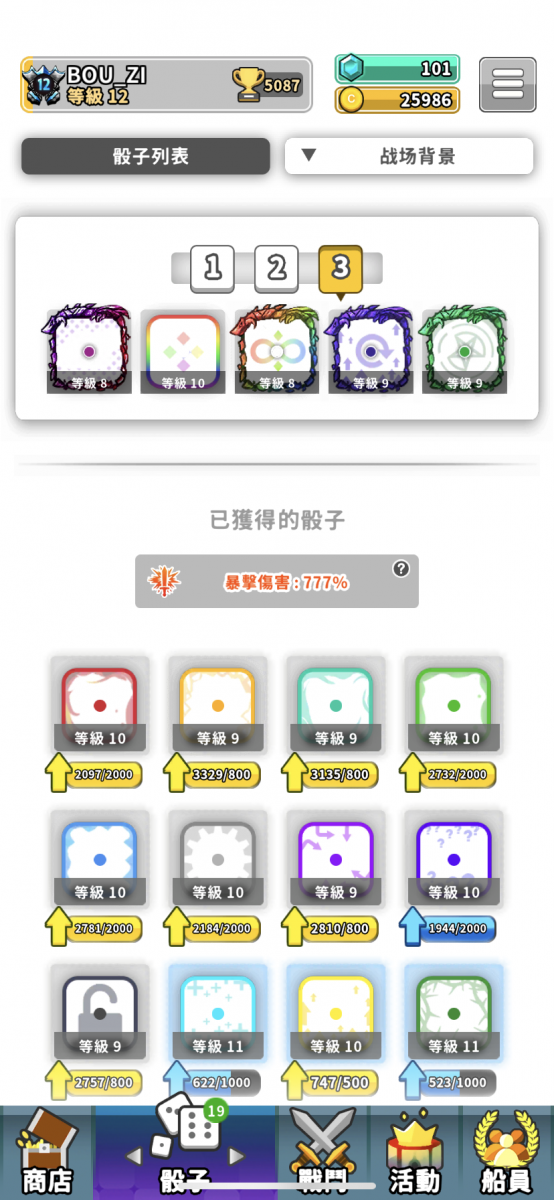 12 BOU_ZI
等級 12
5087
101
25986
骰子列表
▼ 战场背景
1 2 3
等級 8 等級 10 等級 8 等級 9 等級 9
已獲得的骰子
暴擊傷害 : 777%
?
等級 10 等級 9 等級 9 等級 10
2097/2000 3329/800 3135/800 2732/2000
等級 10 等級 10 等級 9 等級 10
2781/2000 2184/2000 2810/800 1944/2000
等級 9 等級 11 等級 10 等級 11
2757/800 622/1000 747/500 523/1000
19
商店 骰子 戰鬥 活動 船員